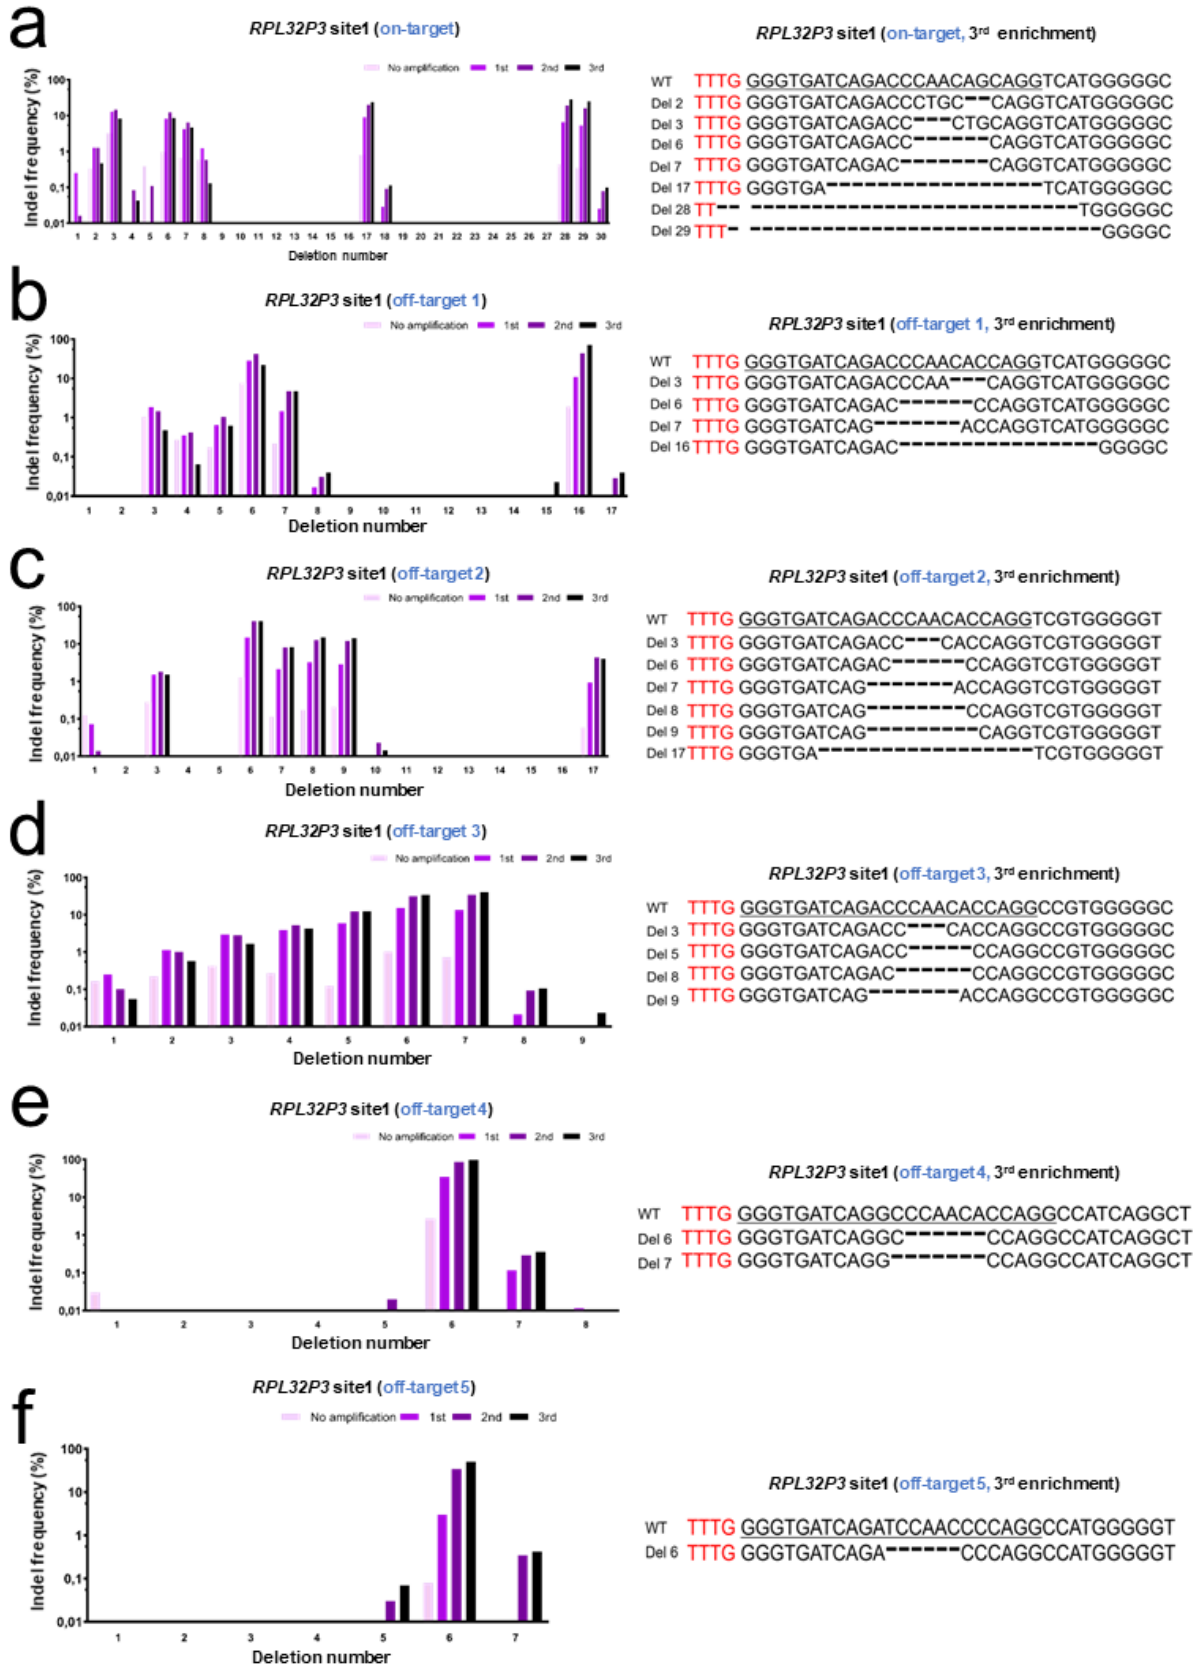 a
RPL32P3 site1 (on-target)
No amplification 1st 2nd 3rd
Indel frequency (%)
100
10
1
0,1
0,01
1 2 3 4 5 6 7 8 9 10 11 12 13 14 15 16 17 18 19 20 21 22 23 24 25 26 27 28 29 30
Deletion number
RPL32P3 site1 (on-target, 3rd enrichment)
WT TTTG GGGTGATCAGACCCAACAGCAGGTCATGGGGGC
Del 2 TTTG GGGTGATCAGACCCTGC--CAGGTCATGGGGGC
Del 3 TTTG GGGTGATCAGACC---CTGCAGGTCATGGGGGC
Del 6 TTTG GGGTGATCAGACC------CAGGTCATGGGGGC
Del 7 TTTG GGGTGATCAGAC-------CAGGTCATGGGGGC
Del 17 TTTG GGGTGA-----------------TCATGGGGGC
Del 28 TT-- --------------------------TGGGGGC
Del 29 TTT- ----------------------------GGGGC
b
RPL32P3 site1 (off-target 1)
No amplification 1st 2nd 3rd
Indel frequency (%)
100
10
1
0,1
0,01
1 2 3 4 5 6 7 8 9 10 11 12 13 14 15 16 17
Deletion number
RPL32P3 site1 (off-target 1, 3rd enrichment)
WT TTTG GGGTGATCAGACCCAACACCAGGTCATGGGGGC
Del 3 TTTG GGGTGATCAGACCCAA---CAGGTCATGGGGGC
Del 6 TTTG GGGTGATCAGAC------CCAGGTCATGGGGGC
Del 7 TTTG GGGTGATCAG-------ACCAGGTCATGGGGGC
Del 16 TTTG GGGTGATCAGAC----------------GGGGC
c
RPL32P3 site1 (off-target2)
No amplification 1st 2nd 3rd
Indel frequency (%)
100
10
1
0,1
0,01
1 2 3 4 5 6 7 8 9 10 11 12 13 14 15 16 17
Deletion number
RPL32P3 site1 (off-target2, 3rd enrichment)
WT TTTG GGGTGATCAGACCCAACACCAGGTCGTGGGGGT
Del 3 TTTG GGGTGATCAGACC---CACCAGGTCGTGGGGGT
Del 6 TTTG GGGTGATCAGAC------CCAGGTCGTGGGGGT
Del 7 TTTG GGGTGATCAG-------ACCAGGTCGTGGGGGT
Del 8 TTTG GGGTGATCAG--------CCAGGTCGTGGGGGT
Del 9 TTTG GGGTGATCAG---------CAGGTCGTGGGGGT
Del 17 TTTG GGGTGA-----------------TCGTGGGGGT
d
RPL32P3 site1 (off-target 3)
No amplification 1st 2nd 3rd
Indel frequency (%)
100
10
1
0,1
0,01
1 2 3 4 5 6 7 8 9
Deletion number
RPL32P3 site1 (off-target3, 3rd enrichment)
WT TTTG GGGTGATCAGACCCAACACCAGGCCGTGGGGGC
Del 3 TTTG GGGTGATCAGACC---CACCAGGCCGTGGGGGC
Del 5 TTTG GGGTGATCAGACC-----CCAGGCCGTGGGGGC
Del 8 TTTG GGGTGATCAGAC------CCAGGCCGTGGGGGC
Del 9 TTTG GGGTGATCAG-------ACCAGGCCGTGGGGGC
e
RPL32P3 site1 (off-target4)
No amplification 1st 2nd 3rd
Indel frequency (%)
100
10
1
0,1
0,01
1 2 3 4 5 6 7 8
Deletion number
RPL32P3 site1 (off-target4, 3rd enrichment)
WT TTTG GGGTGATCAGGCCCAACACCAGGCCATCAGGCT
Del 6 TTTG GGGTGATCAGGC------CCAGGCCATCAGGCT
Del 7 TTTG GGGTGATCAGG-------CCAGGCCATCAGGCT
f
RPL32P3 site1 (off-target5)
No amplification 1st 2nd 3rd
Indel frequency (%)
100
10
1
0,1
0,01
1 2 3 4 5 6 7
Deletion number
RPL32P3 site1 (off-target5, 3rd enrichment)
WT TTTG GGGTGATCAGATCCAACCCCAGGCCATGGGGGT
Del 6 TTTG GGGTGATCAGA------CCCAGGCCATGGGGGT